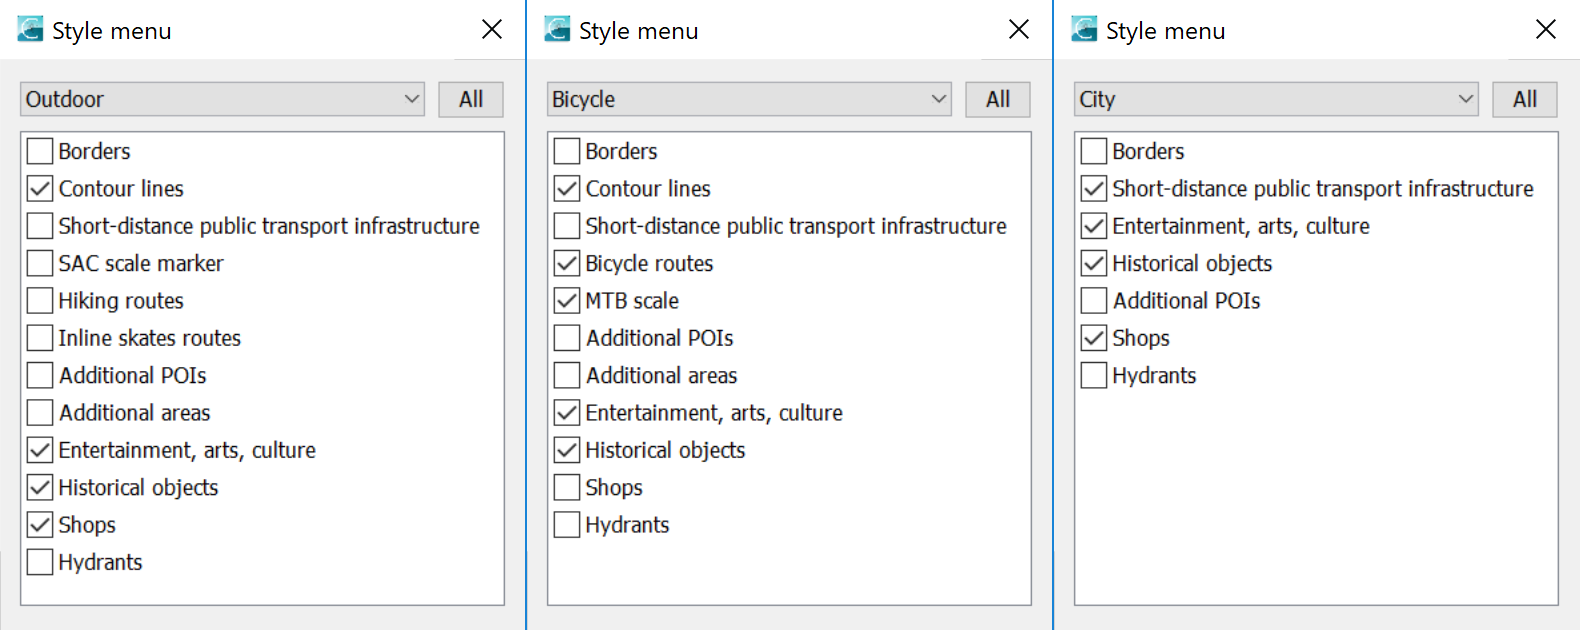 Style menu
Outdoor
All
Borders
Contour lines
Short-distance public transport infrastructure
SAC scale marker
Hiking routes
Inline skates routes
Additional POIs
Additional areas
Entertainment, arts, culture
Historical objects
Shops
Hydrants
Style menu
Bicycle
All
Borders
Contour lines
Short-distance public transport infrastructure
Bicycle routes
MTB scale
Additional POIs
Additional areas
Entertainment, arts, culture
Historical objects
Shops
Hydrants
Style menu
City
All
Borders
Short-distance public transport infrastructure
Entertainment, arts, culture
Historical objects
Additional POIs
Shops
Hydrants